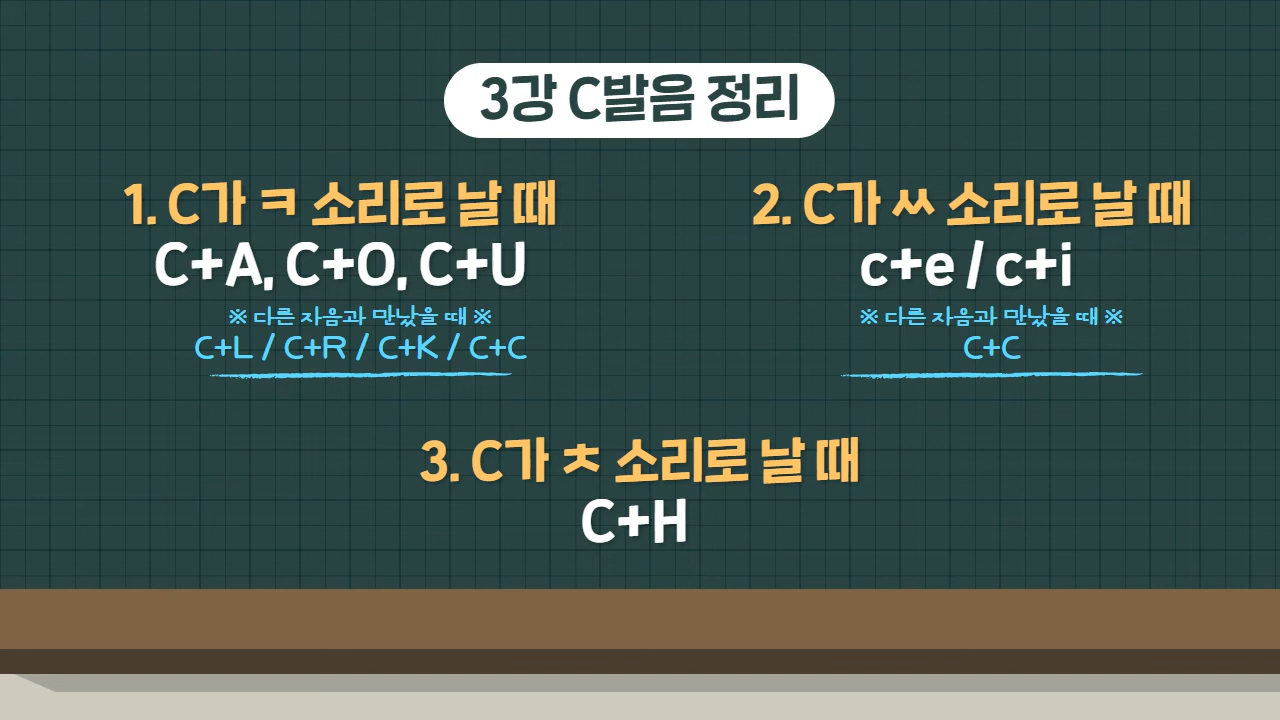 3강 C발음 정리
1. C가 ㅋ 소리로 날 때
C+A, C+O, C+U
※ 다른 자음과 만났을 때 ※
C+L / C+R / C+K / C+C
2. C가 ㅆ 소리로 날 때
c+e / c+i
※ 다른 자음과 만났을 때 ※
C+C
3. C가 ㅊ 소리로 날 때
C+H